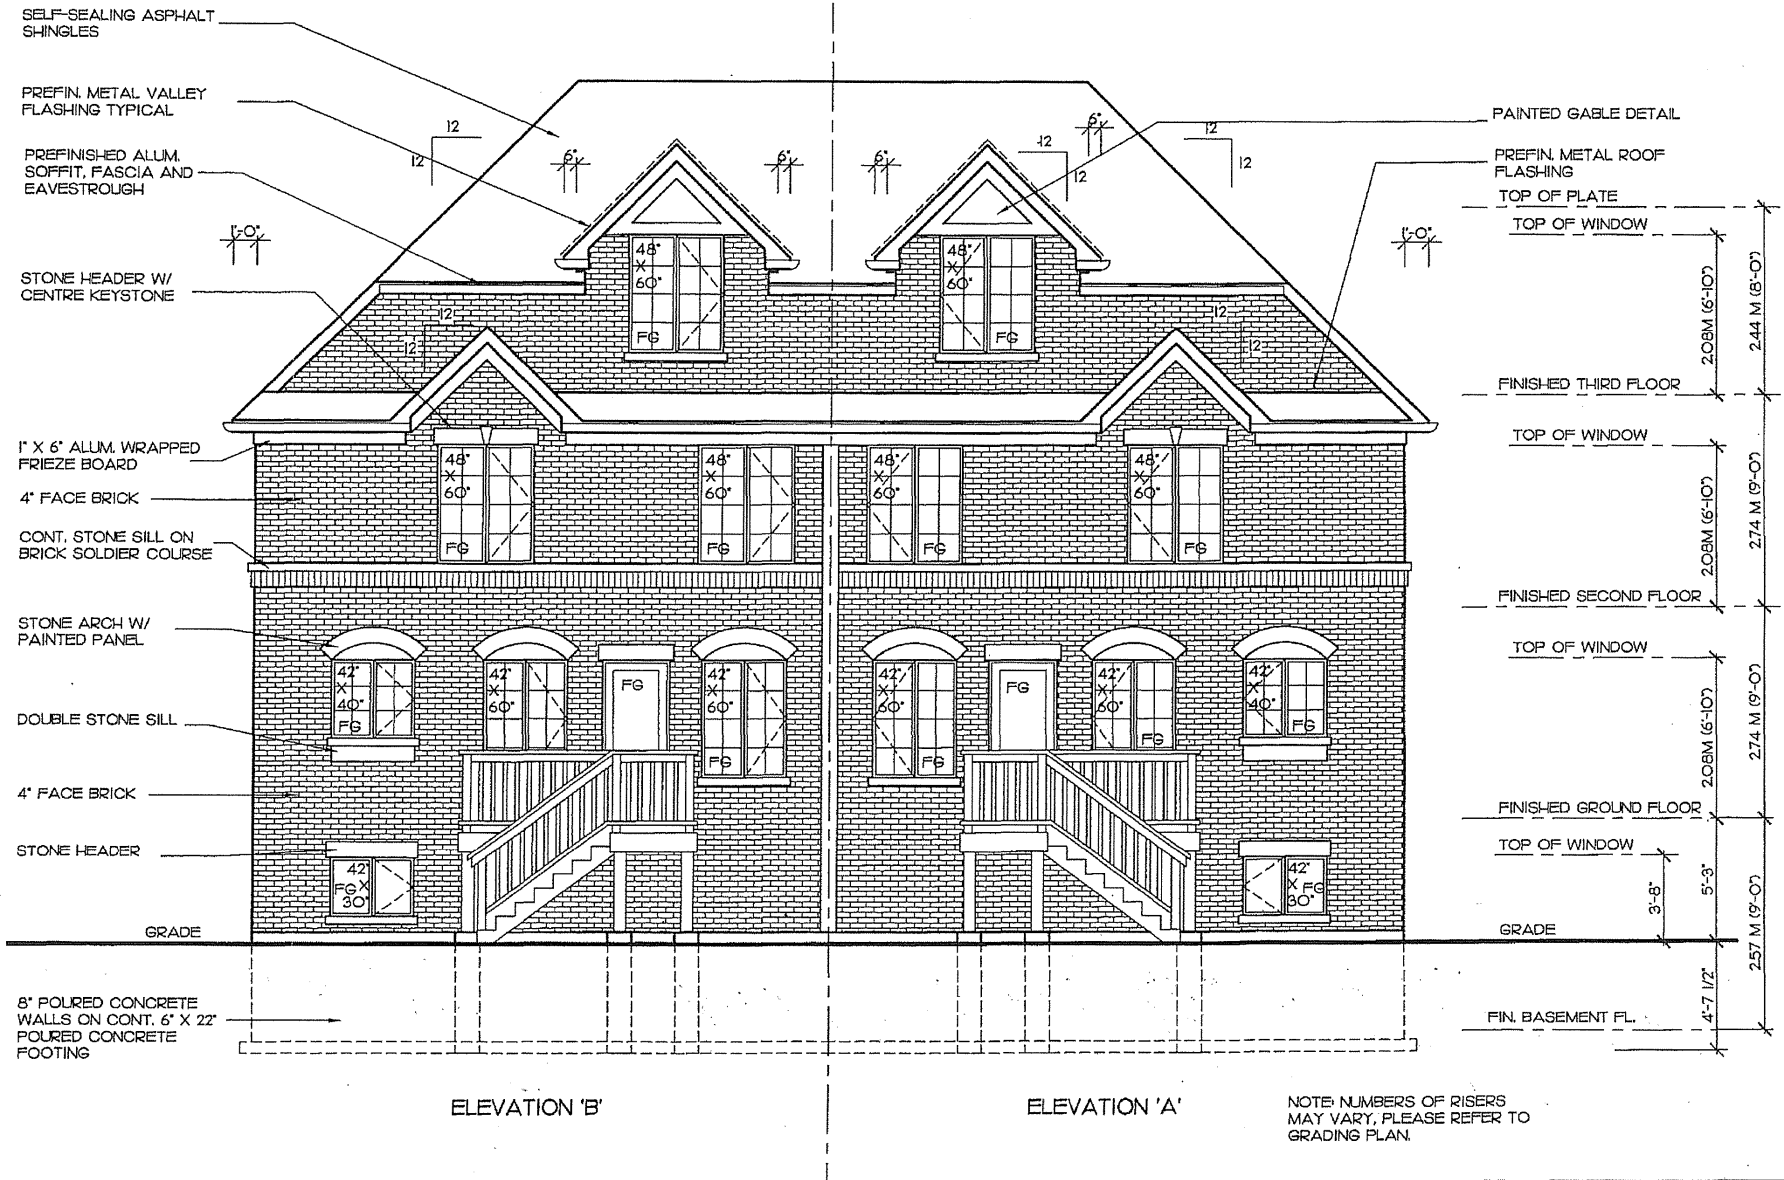 SELF-SEALING ASPHALT
SHINGLES
PREFIN. METAL VALLEY
FLASHING TYPICAL
PREFINISHED ALUM.
SOFFIT, FASCIA AND
EAVESTROUGH
1'-0"
STONE HEADER W/
CENTRE KEYSTONE
1" X 6" ALUM. WRAPPED
FRIEZE BOARD
4" FACE BRICK
CONT. STONE SILL ON
BRICK SOLDIER COURSE
STONE ARCH W/
PAINTED PANEL
DOUBLE STONE SILL
4" FACE BRICK
STONE HEADER
GRADE
8" POURED CONCRETE
WALLS ON CONT. 6" X 22"
POURED CONCRETE
FOOTING
12
12
6"
6"
6"
6"
12
12
12
12
48"
X
60"
FG
48"
X
60"
FG
12
12
12
12
48"
X
60"
FG
48"
X
60"
FG
48"
X
60"
FG
48"
X
60"
FG
42"
X
40"
FG
42"
X
60"
FG
42"
X
60"
FG
42"
X
60"
FG
FG
42"
X
60"
FG
42"
X
40"
FG
42"
FG X
30"
42"
X FG
30"
PAINTED GABLE DETAIL
PREFIN. METAL ROOF
FLASHING
TOP OF PLATE
TOP OF WINDOW
1'-0"
2.08M (6'-10")
2.44 M (8'-0")
FINISHED THIRD FLOOR
TOP OF WINDOW
2.08M (6'-10")
2.74 M (9'-0")
FINISHED SECOND FLOOR
TOP OF WINDOW
2.08M (6'-10")
2.74 M (9'-0")
FINISHED GROUND FLOOR
TOP OF WINDOW
3'-8"
5'-3"
2.57 M (9'-0")
GRADE
4'-7 1/2"
FIN. BASEMENT FL.
ELEVATION 'B'
ELEVATION 'A'
NOTE: NUMBERS OF RISERS
MAY VARY, PLEASE REFER TO
GRADING PLAN.